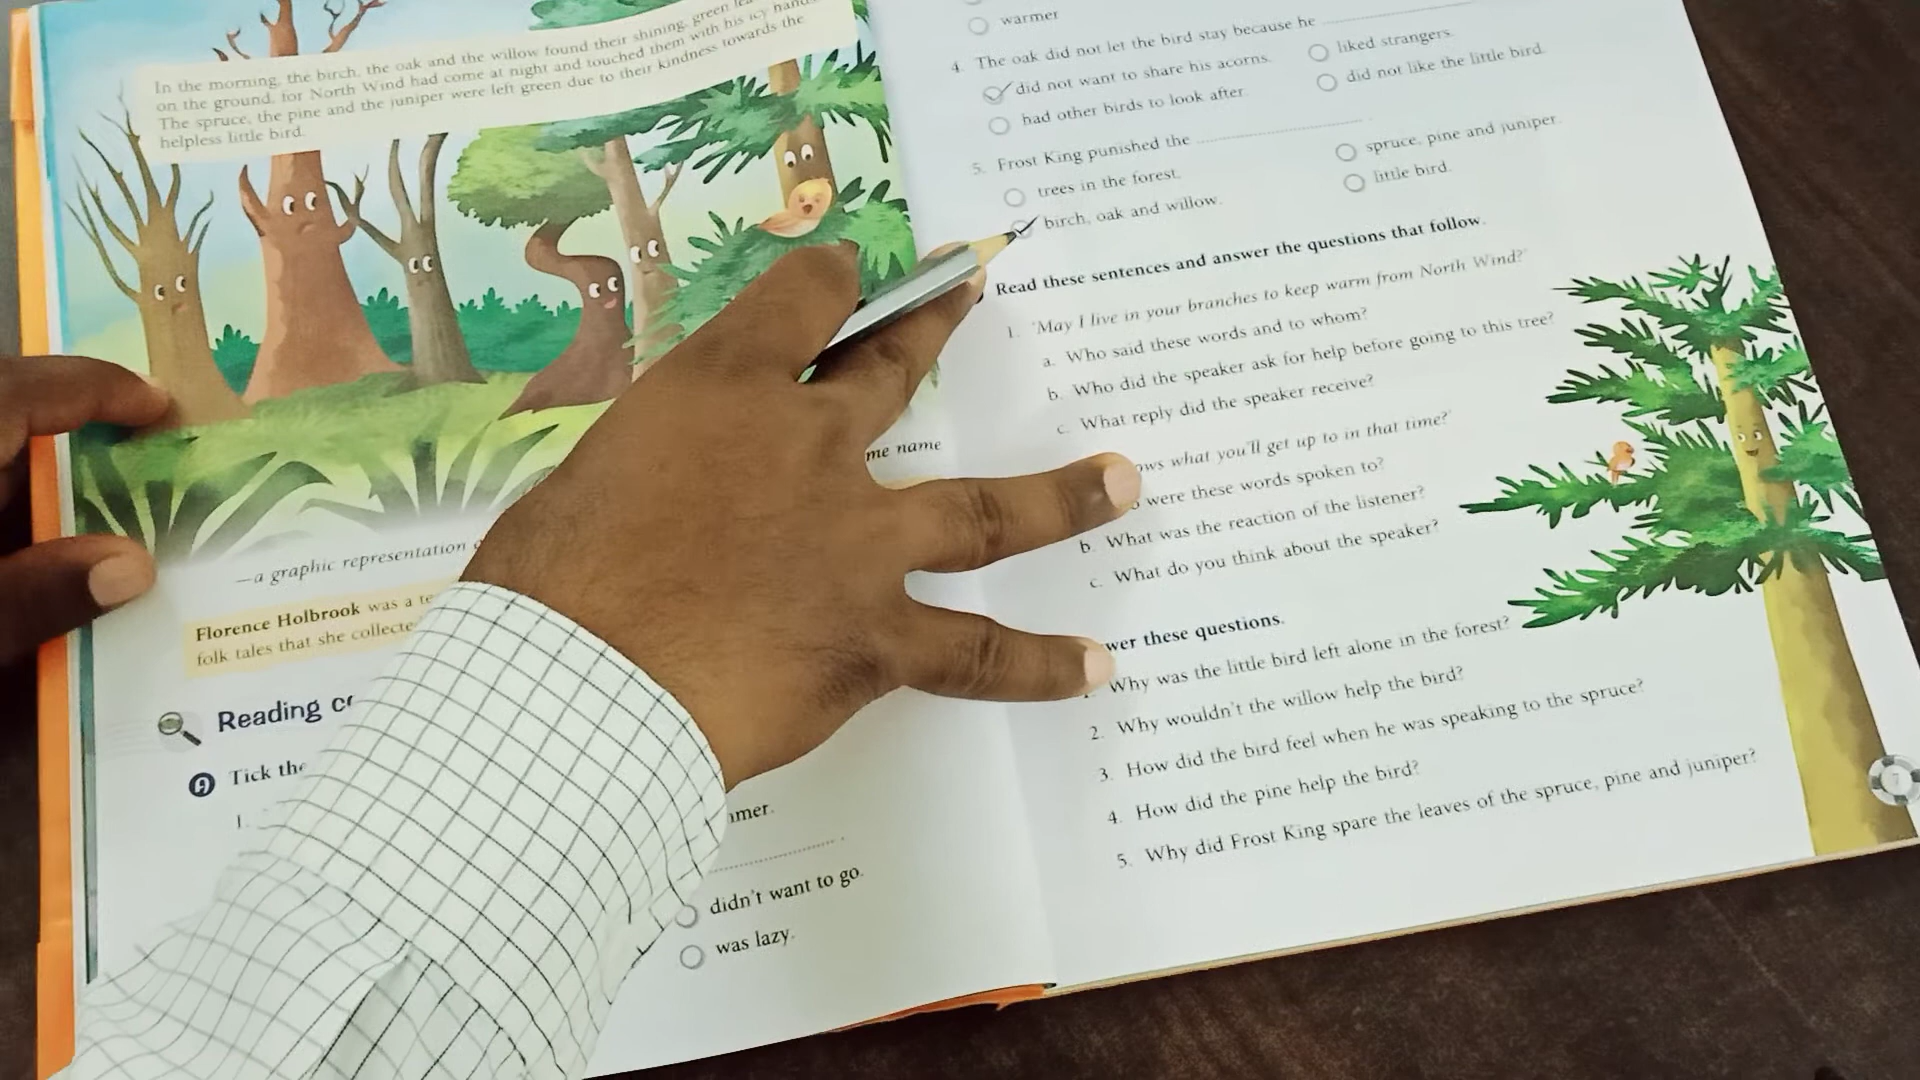 In the morning, the birch, the oak and the willow found their shining, green
on the ground, for North Wind had come at night and touched them with his icy
The spruce, the pine and the juniper were left green due to their kindness towards the
helpless little bird.
me name
—a graphic representation
Florence Holbrook was a
folk tales that she
Reading
A Tick the
1.
didn't want to go.
was lazy.
warmer
4. The oak did not let the bird stay because he
did not want to share his acorns.
liked strangers.
had other birds to look after.
did not like the little bird.
5. Frost King punished the
trees in the forest.
spruce, pine and juniper.
birch, oak and willow.
little bird.
Read these sentences and answer the questions that follow.
1. 'May I live in your branches to keep warm from North Wind?'
a. Who said these words and to whom?
b. Who did the speaker ask for help before going to this tree?
c. What reply did the speaker receive?
what you'll get up to in that time?'
were these words spoken to?
b. What was the reaction of the listener?
c. What do you think about the speaker?
these questions.
Why was the little bird left alone in the forest?
2. Why wouldn't the willow help the bird?
3. How did the bird feel when he was speaking to the spruce?
4. How did the pine help the bird?
5. Why did Frost King spare the leaves of the spruce, pine and juniper?
7